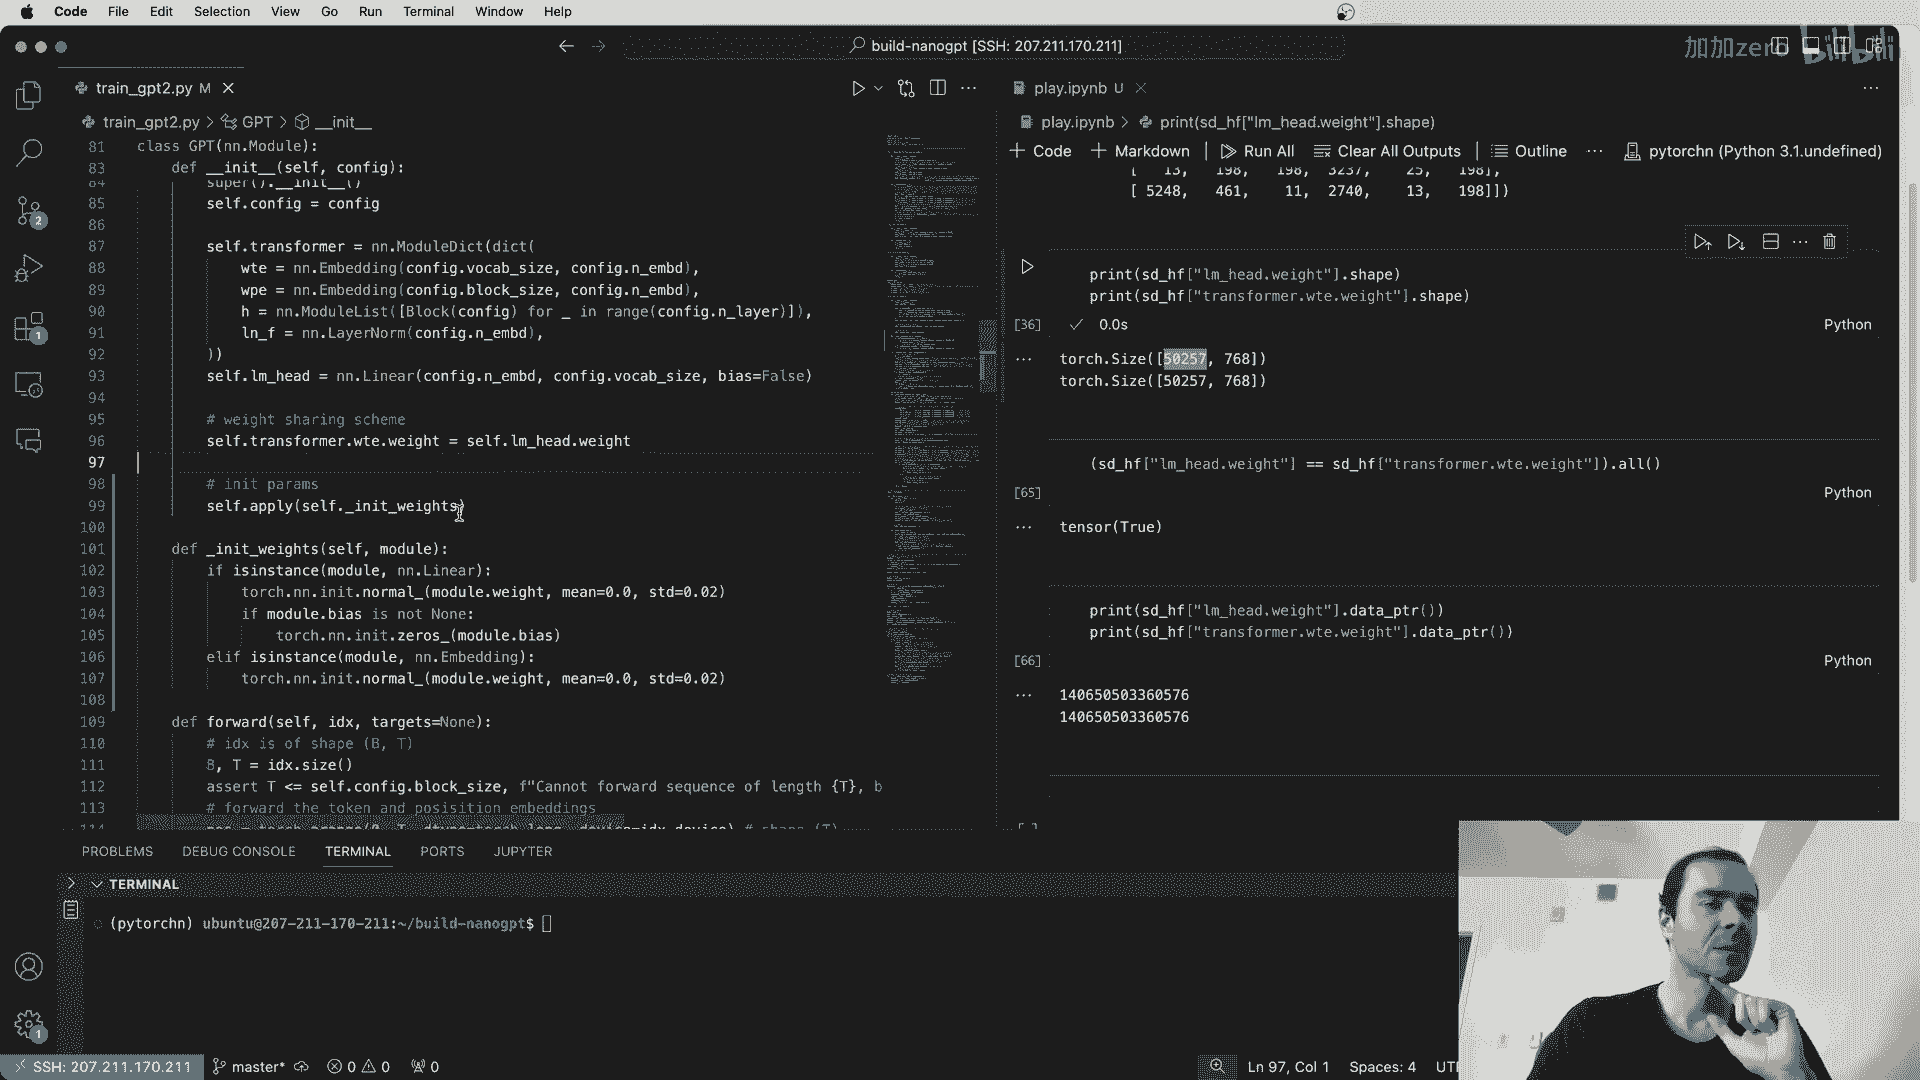 Code File Edit Selection View Go Run Terminal Window Help
build-nanogpt [SSH: 207.211.170.211]
加加zero bilibili
train_gpt2.py M
train_gpt2.py > GPT > __init__
81 class GPT(nn.Module):
83 def __init__(self, config):
84 super().__init__()
85 self.config = config
86
87 self.transformer = nn.ModuleDict(dict(
88 wte = nn.Embedding(config.vocab_size, config.n_embd),
89 wpe = nn.Embedding(config.block_size, config.n_embd),
90 h = nn.ModuleList([Block(config) for _ in range(config.n_layer)]),
91 ln_f = nn.LayerNorm(config.n_embd),
92 ))
93 self.lm_head = nn.Linear(config.n_embd, config.vocab_size, bias=False)
94
95 # weight sharing scheme
96 self.transformer.wte.weight = self.lm_head.weight
97
98 # init params
99 self.apply(self._init_weights)
100
101 def _init_weights(self, module):
102 if isinstance(module, nn.Linear):
103 torch.nn.init.normal_(module.weight, mean=0.0, std=0.02)
104 if module.bias is not None:
105 torch.nn.init.zeros_(module.bias)
106 elif isinstance(module, nn.Embedding):
107 torch.nn.init.normal_(module.weight, mean=0.0, std=0.02)
108
109 def forward(self, idx, targets=None):
110 # idx is of shape (B, T)
111 B, T = idx.size()
112 assert T <= self.config.block_size, f"Cannot forward sequence of length {T}, b
113 # forward the token and posisition embeddings
play.ipynb U
play.ipynb > print(sd_hf["lm_head.weight"].shape)
Code Markdown Run All Clear All Outputs Outline pytorchn (Python 3.1.undefined)
[ 13, 198, 198, 3237, 25, 198],
[ 5248, 461, 11, 2740, 13, 198]])
print(sd_hf["lm_head.weight"].shape)
print(sd_hf["transformer.wte.weight"].shape)
[36] 0.0s Python
torch.Size([50257, 768])
torch.Size([50257, 768])
(sd_hf["lm_head.weight"] == sd_hf["transformer.wte.weight"]).all()
[65] Python
tensor(True)
print(sd_hf["lm_head.weight"].data_ptr())
print(sd_hf["transformer.wte.weight"].data_ptr())
[66] Python
140650503360576
140650503360576
PROBLEMS DEBUG CONSOLE TERMINAL PORTS JUPYTER
TERMINAL
(pytorchn) ubuntu@207-211-170-211:~/build-nanogpt$
SSH: 207.211.170.211 master* 0 0 0 Ln 97, Col 1 Spaces: 4